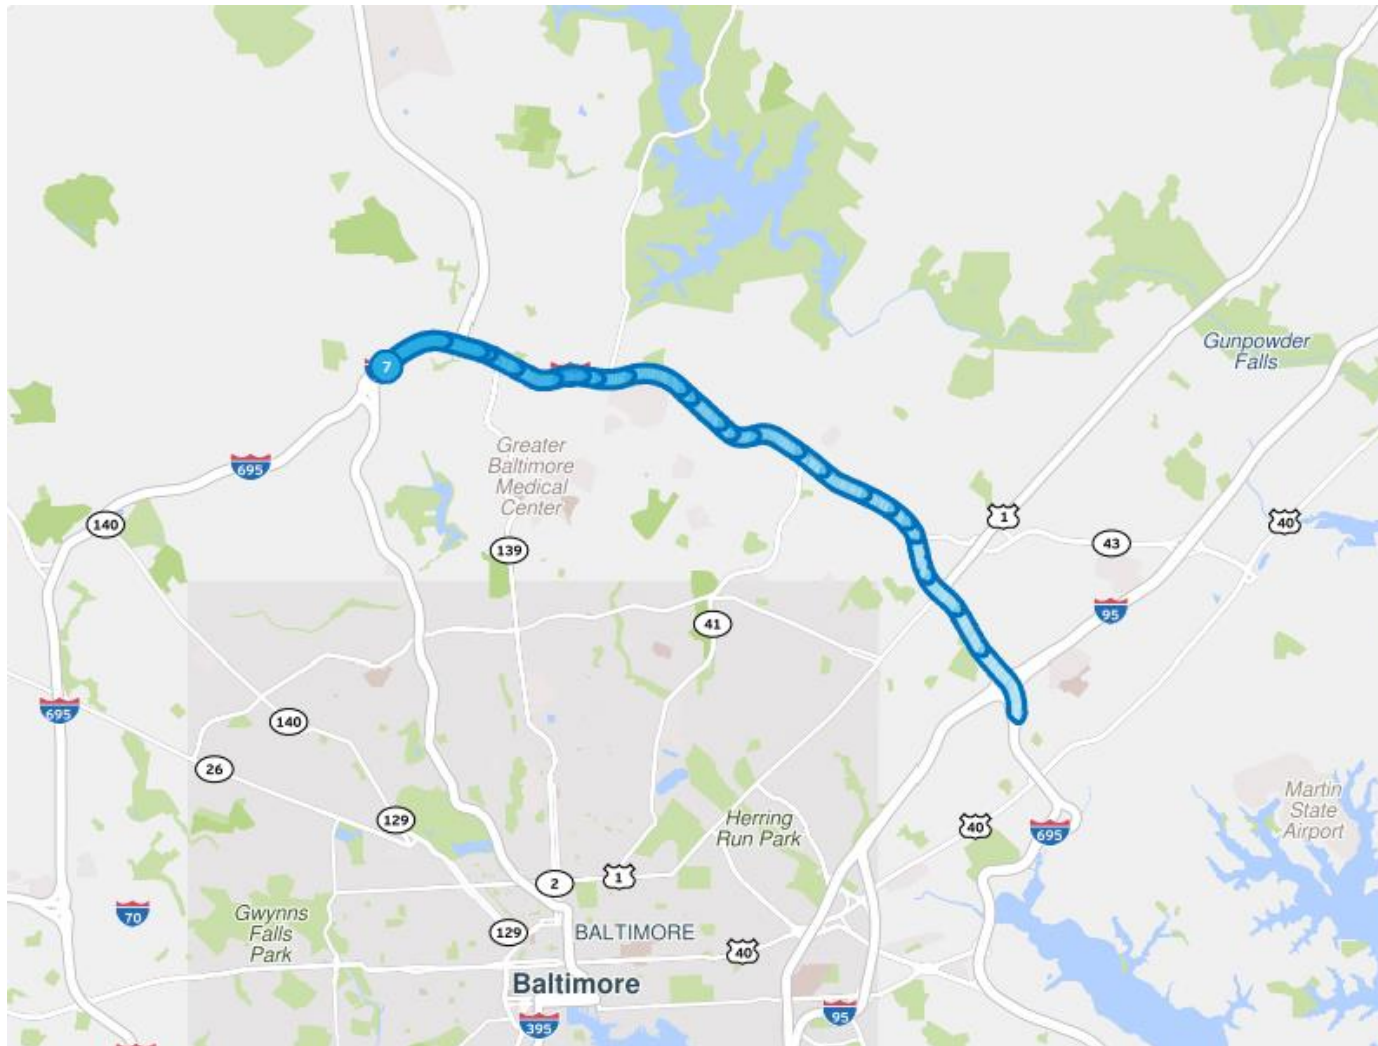 7
Gunpowder
Falls
Greater
Baltimore
Medical
Center
695
140
1
40
139
43
41
95
695
140
26
Martin
State
Airport
129
Herring
Run Park
40
695
2
1
70
Gwynns
Falls
Park
129
BALTIMORE
40
Baltimore
395
95